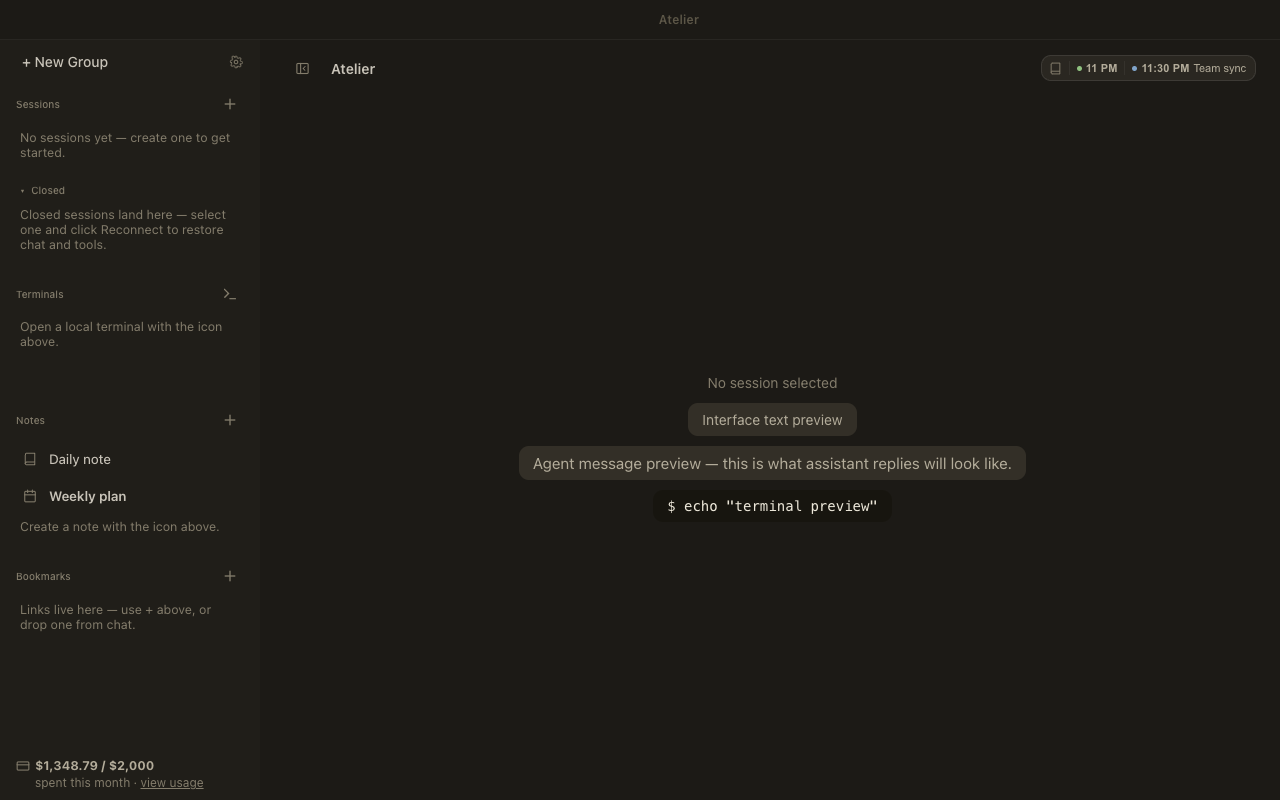 Atelier
+ New Group
Sessions
No sessions yet — create one to get
started.
Closed
Closed sessions land here — select
one and click Reconnect to restore
chat and tools.
Terminals
Open a local terminal with the icon
above.
Notes
Daily note
Weekly plan
Create a note with the icon above.
Bookmarks
Links live here — use + above, or
drop one from chat.
$1,348.79 / $2,000
spent this month · view usage
Atelier
11 PM
11:30 PM Team sync
No session selected
Interface text preview
Agent message preview — this is what assistant replies will look like.
$ echo "terminal preview"